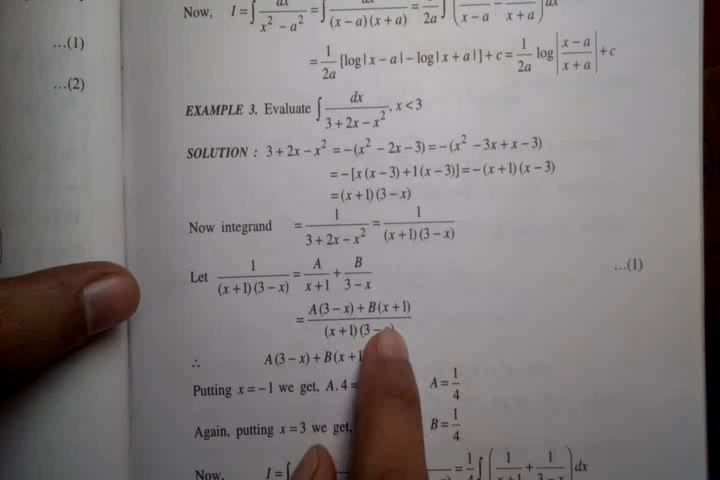 Now, I = ∫ dx/(x² − a²) = ∫ dx/((x − a)(x + a)) = 1/2a ∫ (1/(x − a) − 1/(x + a)) dx
...(1)
= 1/2a [log|x − a| − log|x + a|] + c = 1/2a log|(x − a)/(x + a)| + c
...(2)
EXAMPLE 3. Evaluate ∫ dx/(3 + 2x − x²), x < 3
SOLUTION : 3 + 2x − x² = −(x² − 2x − 3) = −(x² − 3x + x − 3)
= −[x(x − 3) + 1(x − 3)] = −(x + 1)(x − 3)
= (x + 1)(3 − x)
Now integrand = 1/(3 + 2x − x²) = 1/((x + 1)(3 − x))
Let 1/((x + 1)(3 − x)) = A/(x + 1) + B/(3 − x) ...(1)
= (A(3 − x) + B(x + 1))/((x + 1)(3 −
∴ A(3 − x) + B(x + 1
Putting x = −1 we get, A. 4 = A = 1/4
Again, putting x = 3 we get, B = 1/4
Now, I = ∫ = 1/4 ∫ (1/(x + 1) + 1/(3 − x)) dx